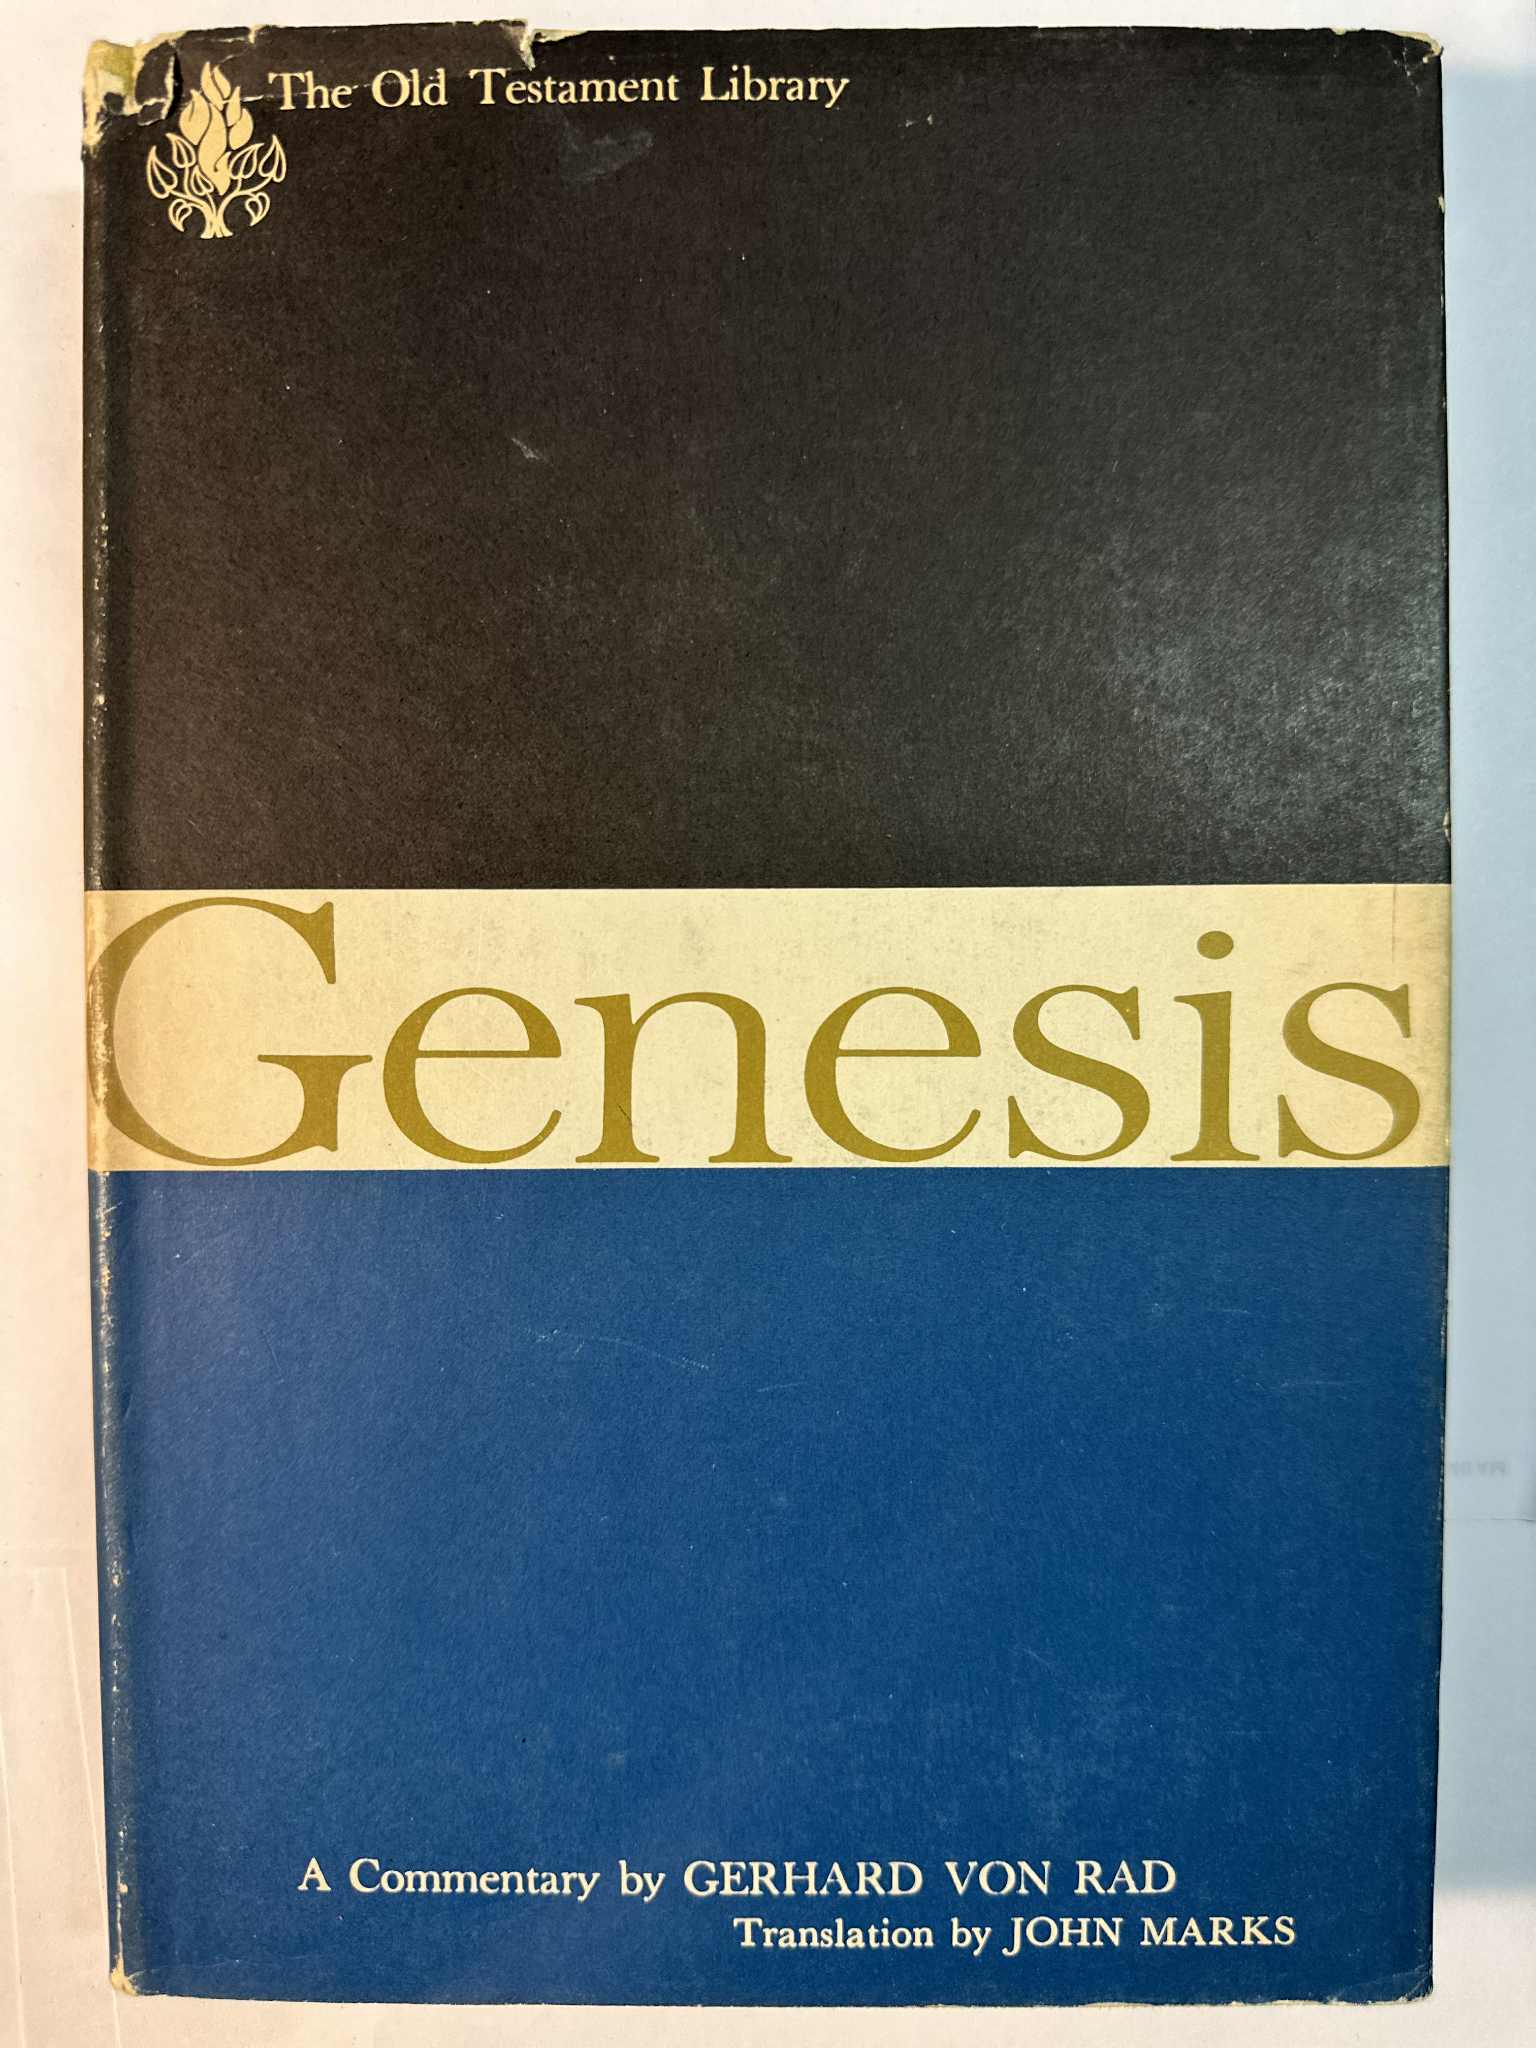 The Old Testament Library
Genesis
A Commentary by GERHARD VON RAD
Translation by JOHN MARKS